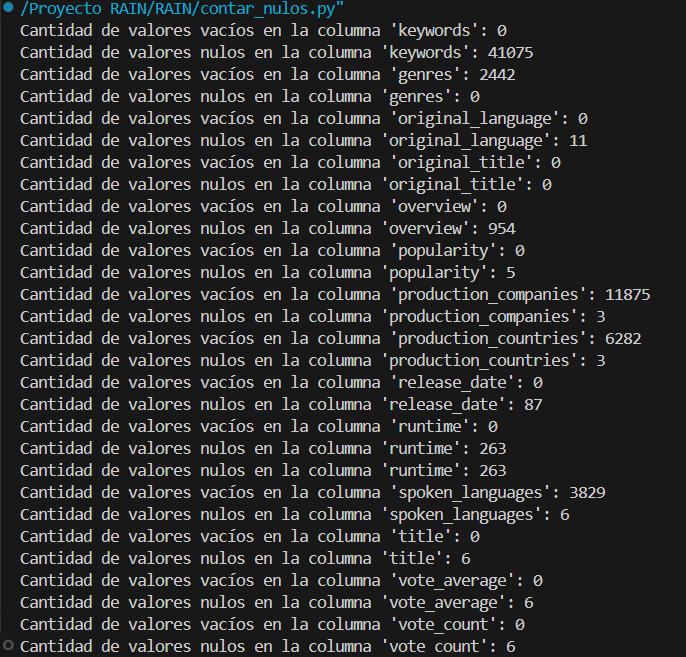 /Proyecto RAIN/RAIN/contar_nulos.py"
Cantidad de valores vacíos en la columna 'keywords': 0
Cantidad de valores nulos en la columna 'keywords': 41075
Cantidad de valores vacíos en la columna 'genres': 2442
Cantidad de valores nulos en la columna 'genres': 0
Cantidad de valores vacíos en la columna 'original_language': 0
Cantidad de valores nulos en la columna 'original_language': 11
Cantidad de valores vacíos en la columna 'original_title': 0
Cantidad de valores nulos en la columna 'original_title': 0
Cantidad de valores vacíos en la columna 'overview': 0
Cantidad de valores nulos en la columna 'overview': 954
Cantidad de valores vacíos en la columna 'popularity': 0
Cantidad de valores nulos en la columna 'popularity': 5
Cantidad de valores vacíos en la columna 'production_companies': 11875
Cantidad de valores nulos en la columna 'production_companies': 3
Cantidad de valores vacíos en la columna 'production_countries': 6282
Cantidad de valores nulos en la columna 'production_countries': 3
Cantidad de valores vacíos en la columna 'release_date': 0
Cantidad de valores nulos en la columna 'release_date': 87
Cantidad de valores vacíos en la columna 'runtime': 0
Cantidad de valores nulos en la columna 'runtime': 263
Cantidad de valores nulos en la columna 'runtime': 263
Cantidad de valores vacíos en la columna 'spoken_languages': 3829
Cantidad de valores nulos en la columna 'spoken_languages': 6
Cantidad de valores vacíos en la columna 'title': 0
Cantidad de valores nulos en la columna 'title': 6
Cantidad de valores vacíos en la columna 'vote_average': 0
Cantidad de valores nulos en la columna 'vote_average': 6
Cantidad de valores vacíos en la columna 'vote_count': 0
Cantidad de valores nulos en la columna 'vote_count': 6